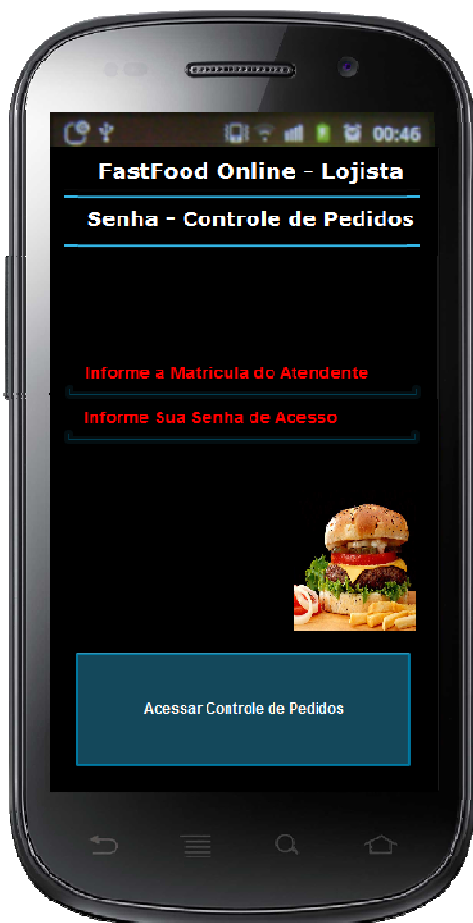 00:46
FastFood Online - Lojista
Senha - Controle de Pedidos
Informe a Matricula do Atendente
Informe Sua Senha de Acesso
Acessar Controle de Pedidos